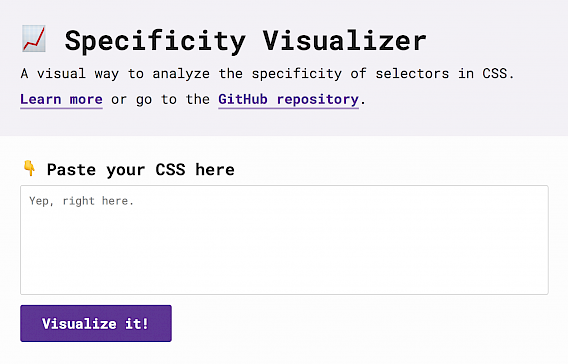 📈 Specificity Visualizer
A visual way to analyze the specificity of selectors in CSS.
Learn more or go to the GitHub repository.
👇 Paste your CSS here
Yep, right here.
Visualize it!